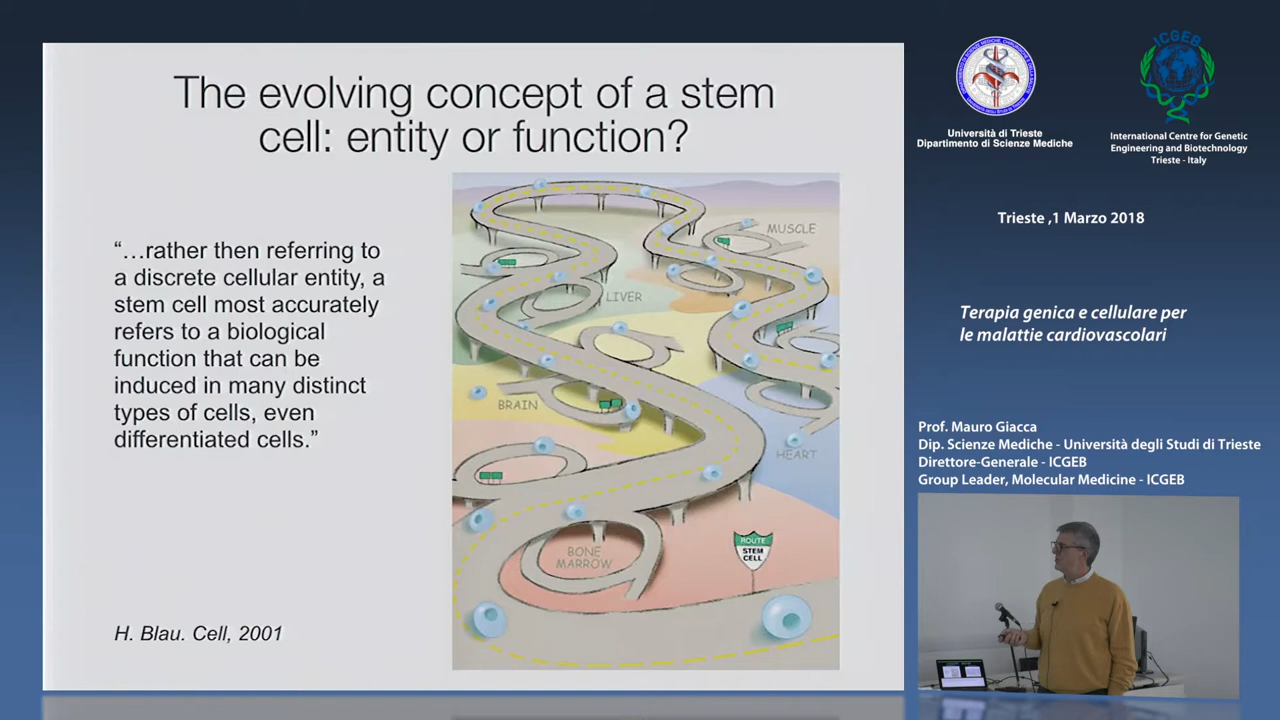 The evolving concept of a stem
cell: entity or function?
“…rather then referring to
a discrete cellular entity, a
stem cell most accurately
refers to a biological
function that can be
induced in many distinct
types of cells, even
differentiated cells.”
H. Blau. Cell, 2001
MUSCLE
LIVER
BRAIN
HEART
BONE
MARROW
ROUTE
STEM
CELL
ICGEB
Università di Trieste
Dipartimento di Scienze Mediche
International Centre for Genetic
Engineering and Biotechnology
Trieste - Italy
Trieste ,1 Marzo 2018
Terapia genica e cellulare per
le malattie cardiovascolari
Prof. Mauro Giacca
Dip. Scienze Mediche - Università degli Studi di Trieste
Direttore-Generale - ICGEB
Group Leader, Molecular Medicine - ICGEB